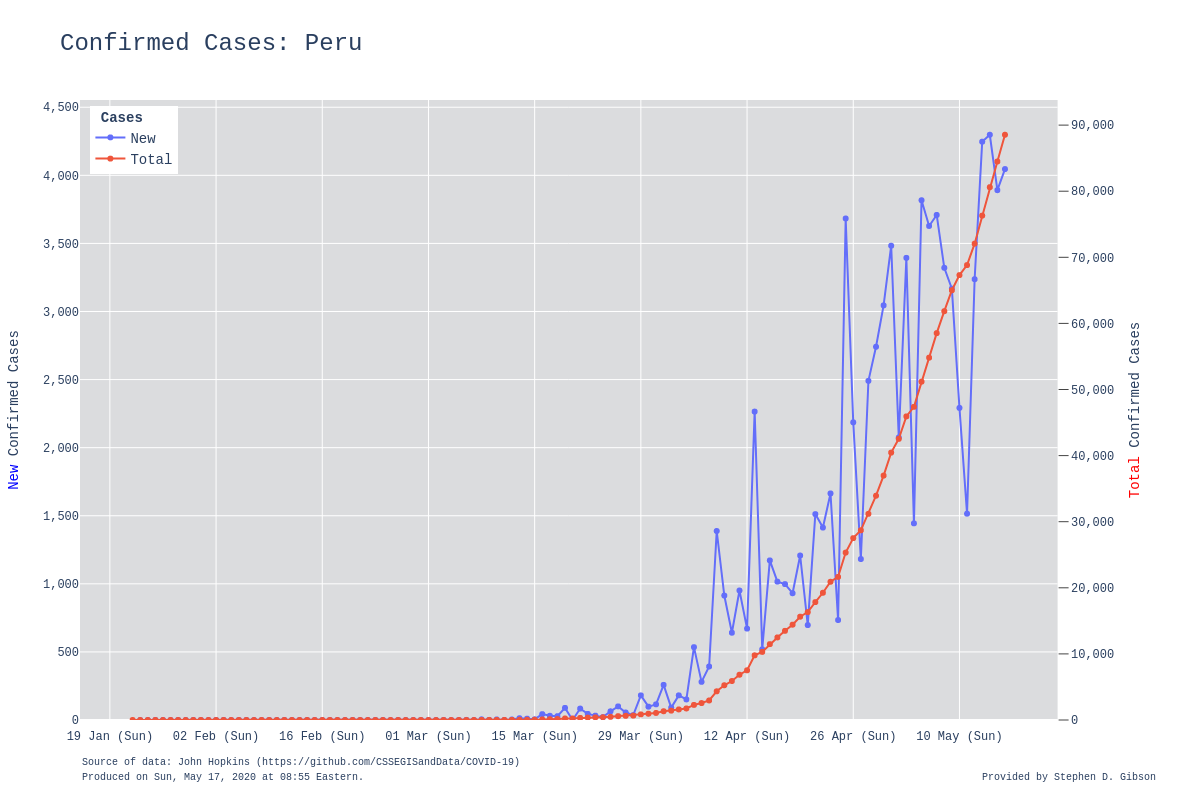 Confirmed Cases: Peru
Cases
New
Total
4,500
4,000
3,500
3,000
2,500
2,000
1,500
1,000
500
0
New Confirmed Cases
90,000
80,000
70,000
60,000
50,000
40,000
30,000
20,000
10,000
0
Total Confirmed Cases
19 Jan (Sun) 02 Feb (Sun) 16 Feb (Sun) 01 Mar (Sun) 15 Mar (Sun) 29 Mar (Sun) 12 Apr (Sun) 26 Apr (Sun) 10 May (Sun)
Source of data: John Hopkins (https://github.com/CSSEGISandData/COVID-19)
Produced on Sun, May 17, 2020 at 08:55 Eastern.
Provided by Stephen D. Gibson